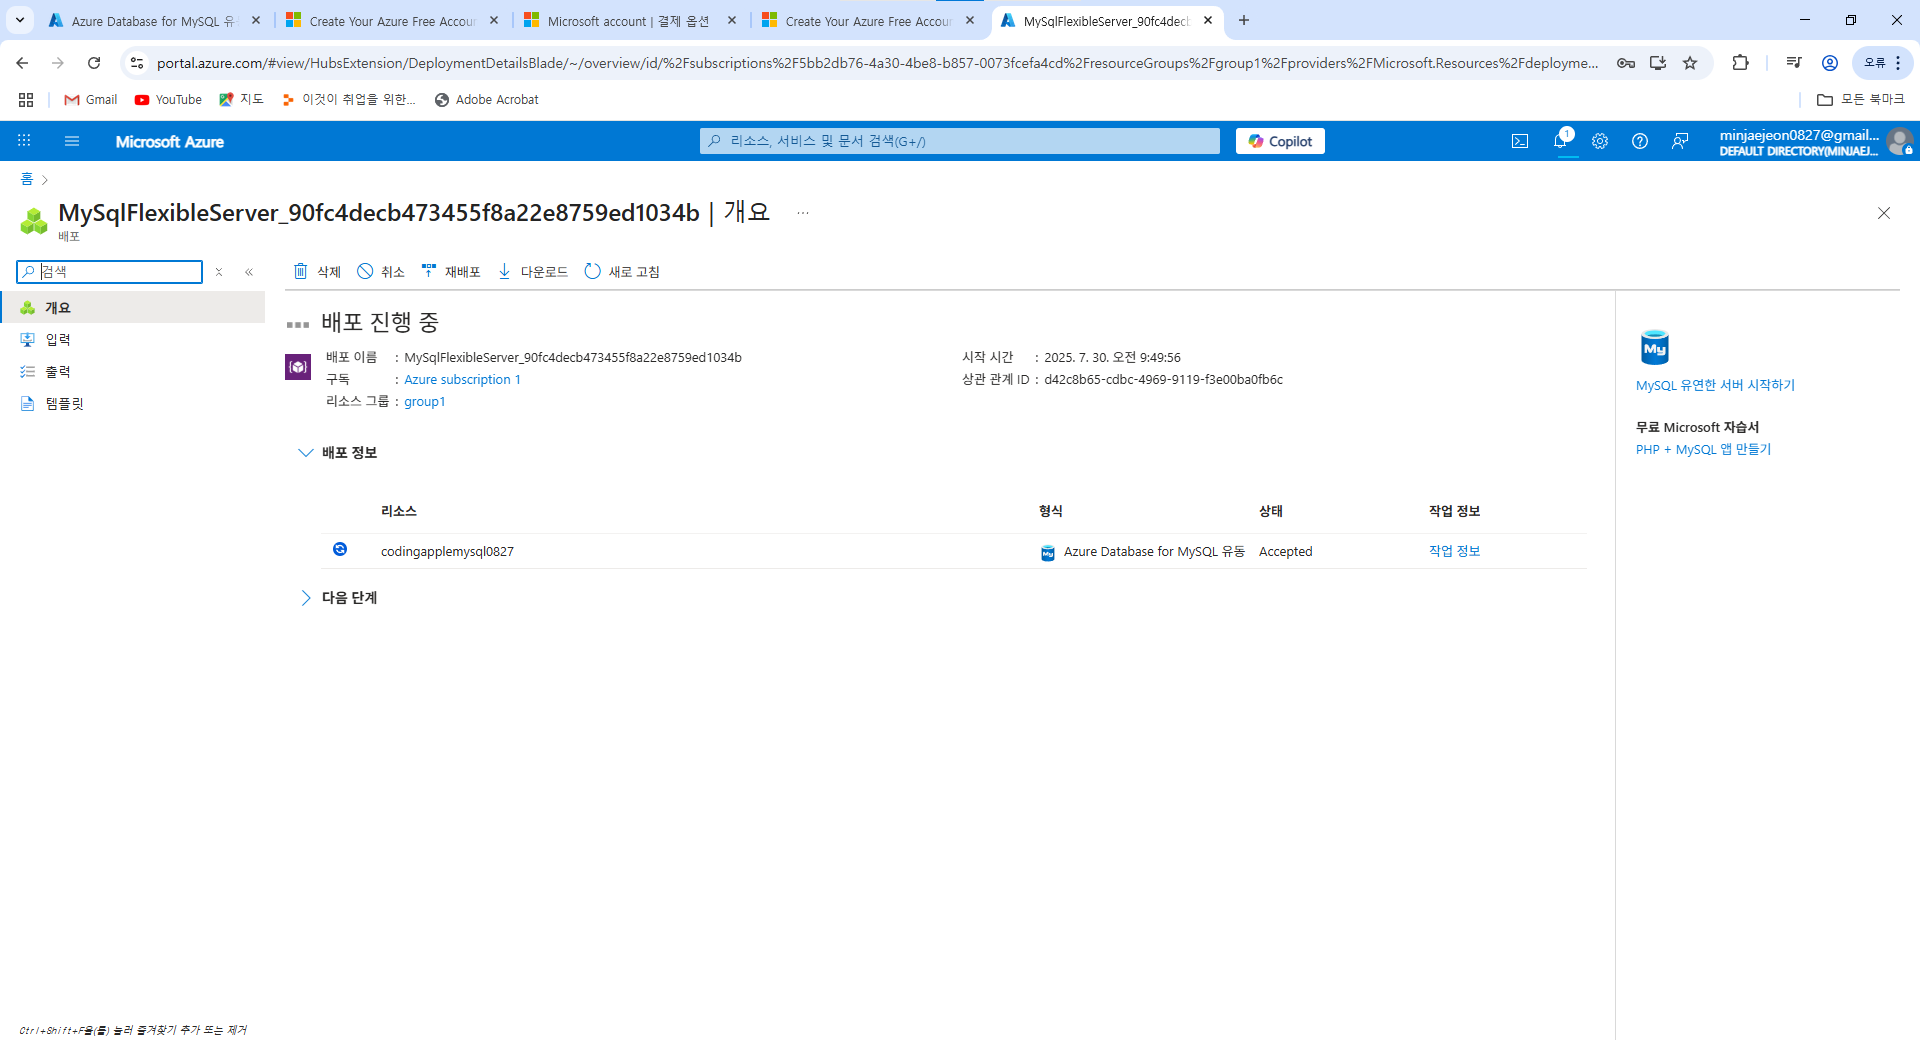 Azure Database for MySQL 유
Create Your Azure Free Accour
Microsoft account | 결제 옵션
Create Your Azure Free Accour
MySqlFlexibleServer_90fc4decb
portal.azure.com/#view/HubsExtension/DeploymentDetailsBlade/~/overview/id/%2Fsubscriptions%2F5bb2db76-4a30-4be8-b857-0073fcefa4cd%2FresourceGroups%2Fgroup1%2Fproviders%2FMicrosoft.Resources%2Fdeployme...
오류
Gmail
YouTube
지도
이것이 취업을 위한...
Adobe Acrobat
모든 북마크
Microsoft Azure
리소스, 서비스 및 문서 검색(G+/)
Copilot
1
minjaejeon0827@gmail...
DEFAULT DIRECTORY(MINJAEJ...
홈
MySqlFlexibleServer_90fc4decb473455f8a22e8759ed1034b | 개요
...
배포
검색
삭제
취소
재배포
다운로드
새로 고침
개요
입력
출력
템플릿
배포 진행 중
배포 이름 : MySqlFlexibleServer_90fc4decb473455f8a22e8759ed1034b
구독 : Azure subscription 1
리소스 그룹 : group1
시작 시간 : 2025. 7. 30. 오전 9:49:56
상관 관계 ID : d42c8b65-cdbc-4969-9119-f3e00ba0fb6c
배포 정보
리소스 형식 상태 작업 정보
codingapplemysql0827 Azure Database for MySQL 유동 Accepted 작업 정보
다음 단계
My
MySQL 유연한 서버 시작하기
무료 Microsoft 자습서
PHP + MySQL 앱 만들기
Ctrl+Shift+F을(를) 눌러 즐겨찾기 추가 또는 제거